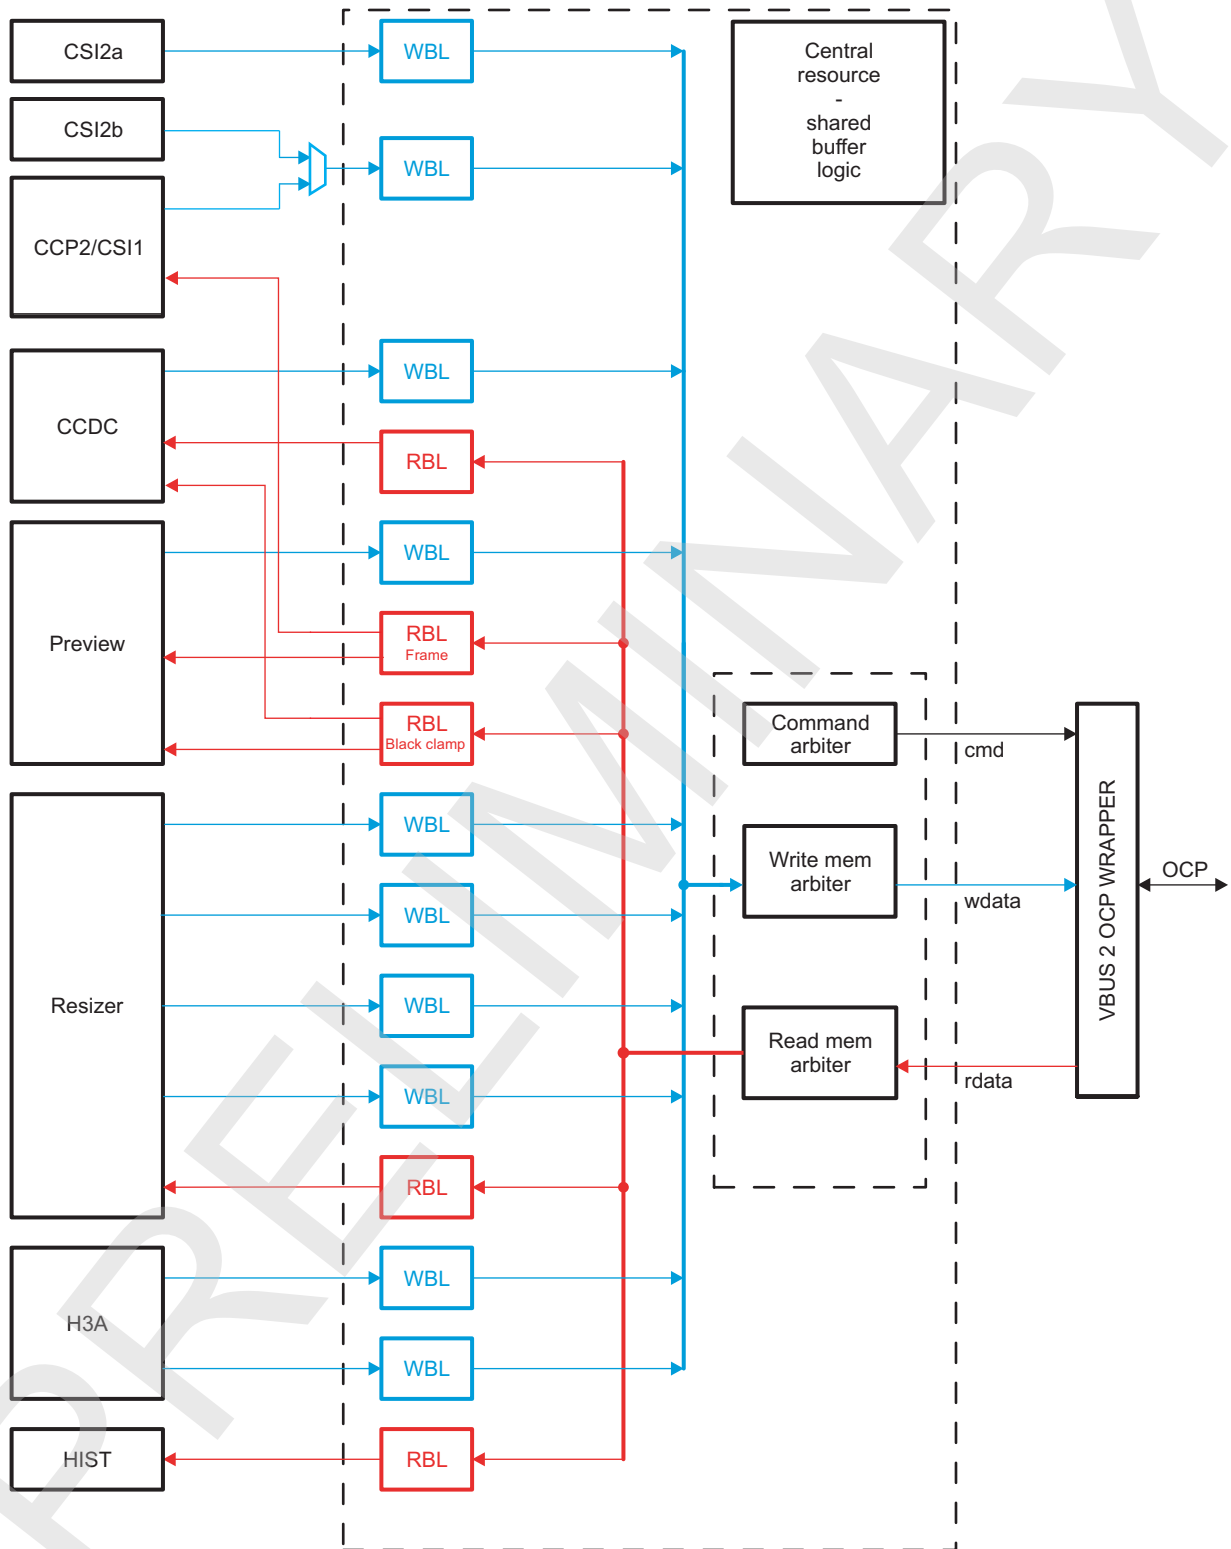 CSI2a
WBL
Central
resource
-
shared
buffer
logic
CSI2b
WBL
CCP2/CSI1
WBL
CCDC
RBL
WBL
Preview
RBL
Frame
RBL
Black clamp
Command
arbiter
cmd
WBL
Write mem
arbiter
wdata
VBUS 2 OCP WRAPPER
OCP
WBL
Resizer
WBL
Read mem
arbiter
rdata
WBL
RBL
WBL
H3A
WBL
HIST
RBL
PRELIMINARY